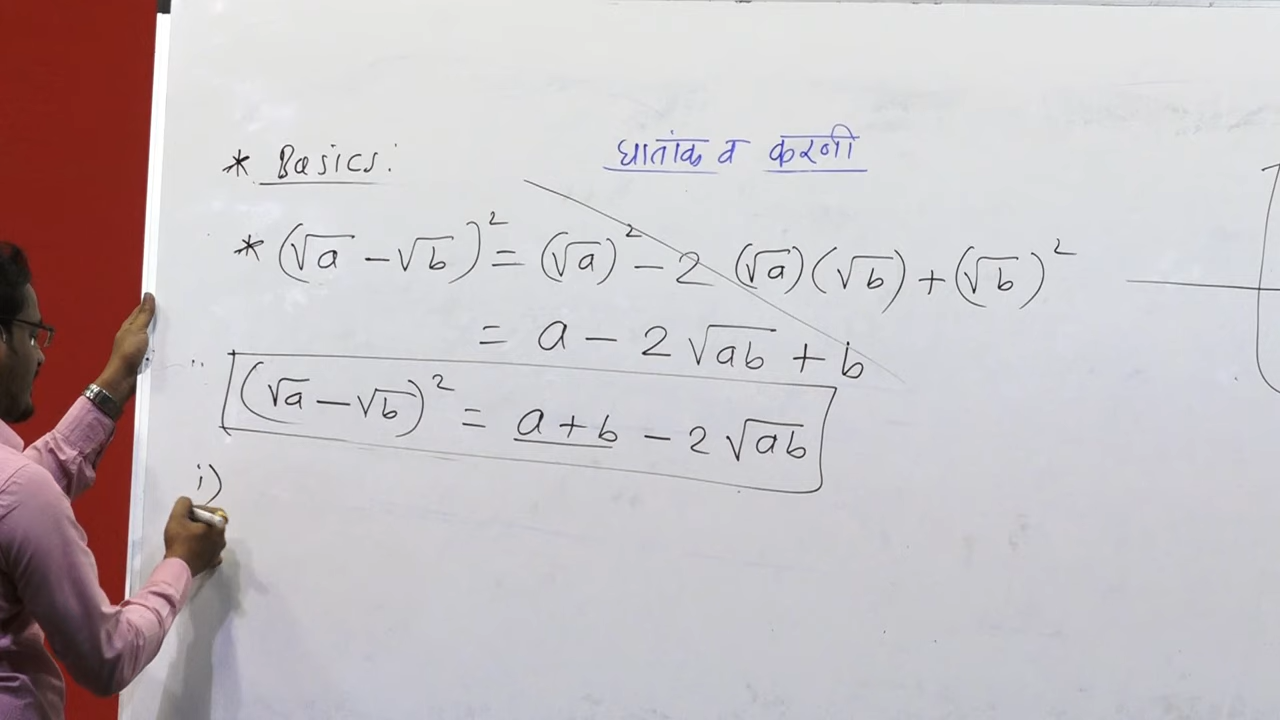 * Basics:
घातांक व करणी
* (√a - √b)² = (√a)² - 2 (√a)(√b) + (√b)²
= a - 2 √ab + b
(√a - √b)² = a + b - 2 √ab
i)